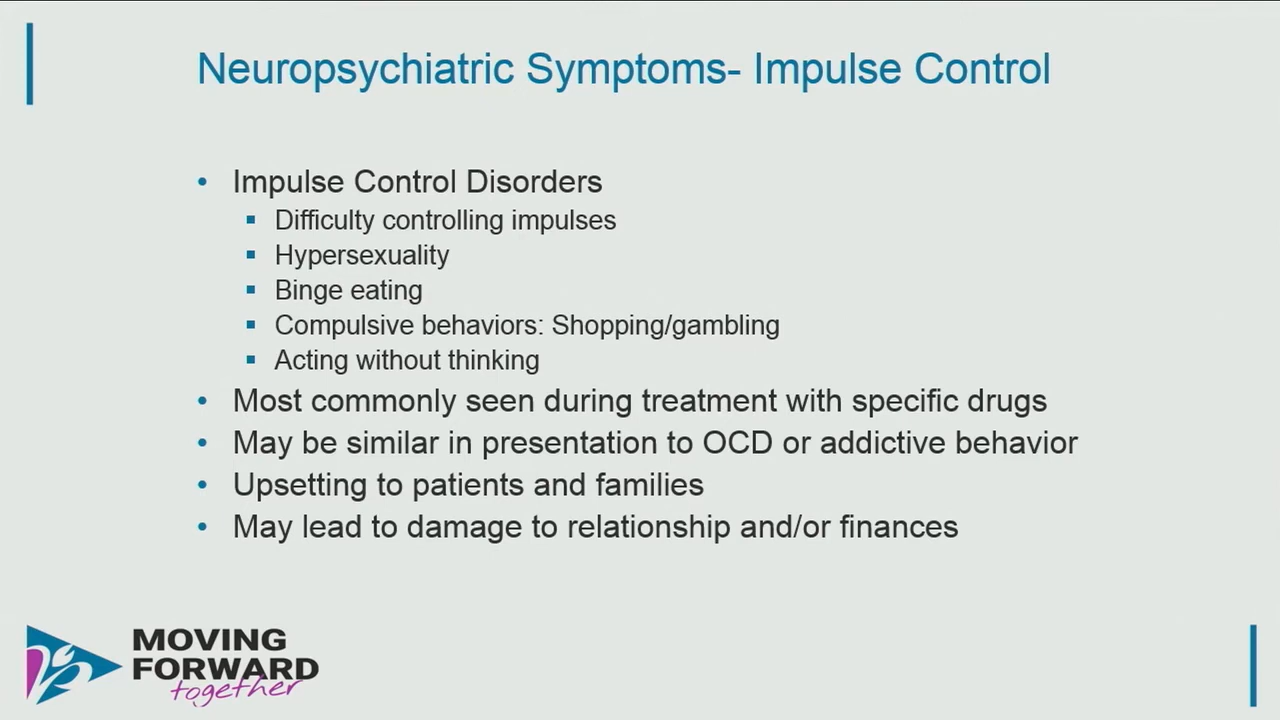 Neuropsychiatric Symptoms- Impulse Control
• Impulse Control Disorders
▪ Difficulty controlling impulses
▪ Hypersexuality
▪ Binge eating
▪ Compulsive behaviors: Shopping/gambling
▪ Acting without thinking
• Most commonly seen during treatment with specific drugs
• May be similar in presentation to OCD or addictive behavior
• Upsetting to patients and families
• May lead to damage to relationship and/or finances
MOVING
FORWARD
together